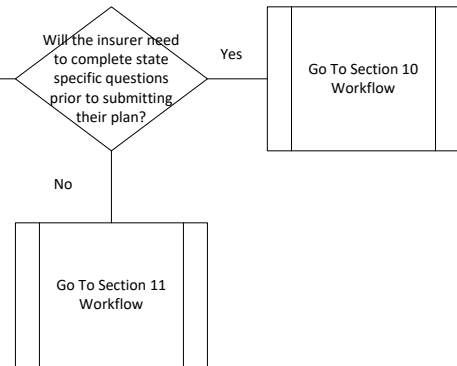 Will the insurer need
to complete state
specific questions
prior to submitting
their plan?
Yes
Go To Section 10
Workflow
No
Go To Section 11
Workflow